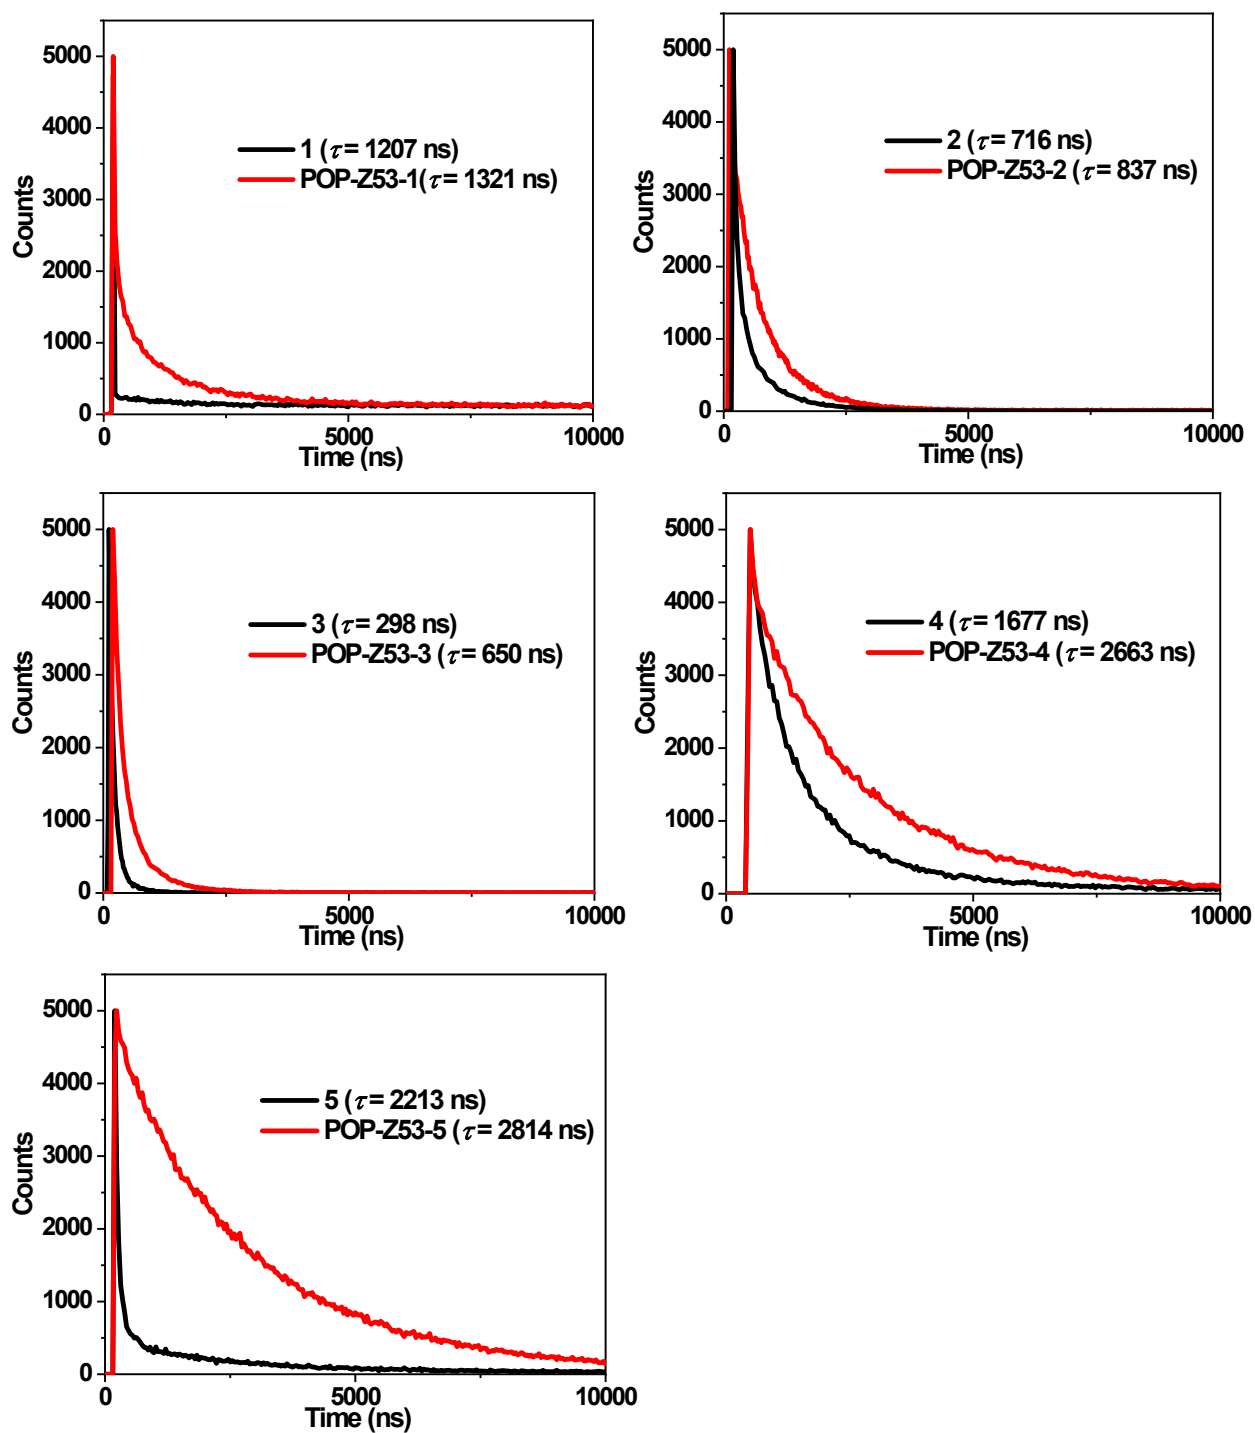 5000
4000
3000
2000
1000
0
Counts
1 (τ = 1207 ns)
POP-Z53-1(τ = 1321 ns)
0
5000
10000
Time (ns)
5000
4000
3000
2000
1000
0
Counts
2 (τ = 716 ns)
POP-Z53-2 (τ = 837 ns)
0
5000
10000
Time (ns)
5000
4000
3000
2000
1000
0
Counts
3 (τ = 298 ns)
POP-Z53-3 (τ = 650 ns)
0
5000
10000
Time (ns)
5000
4000
3000
2000
1000
0
Counts
4 (τ = 1677 ns)
POP-Z53-4 (τ = 2663 ns)
0
5000
10000
Time (ns)
5000
4000
3000
2000
1000
0
Counts
5 (τ = 2213 ns)
POP-Z53-5 (τ = 2814 ns)
0
5000
10000
Time (ns)